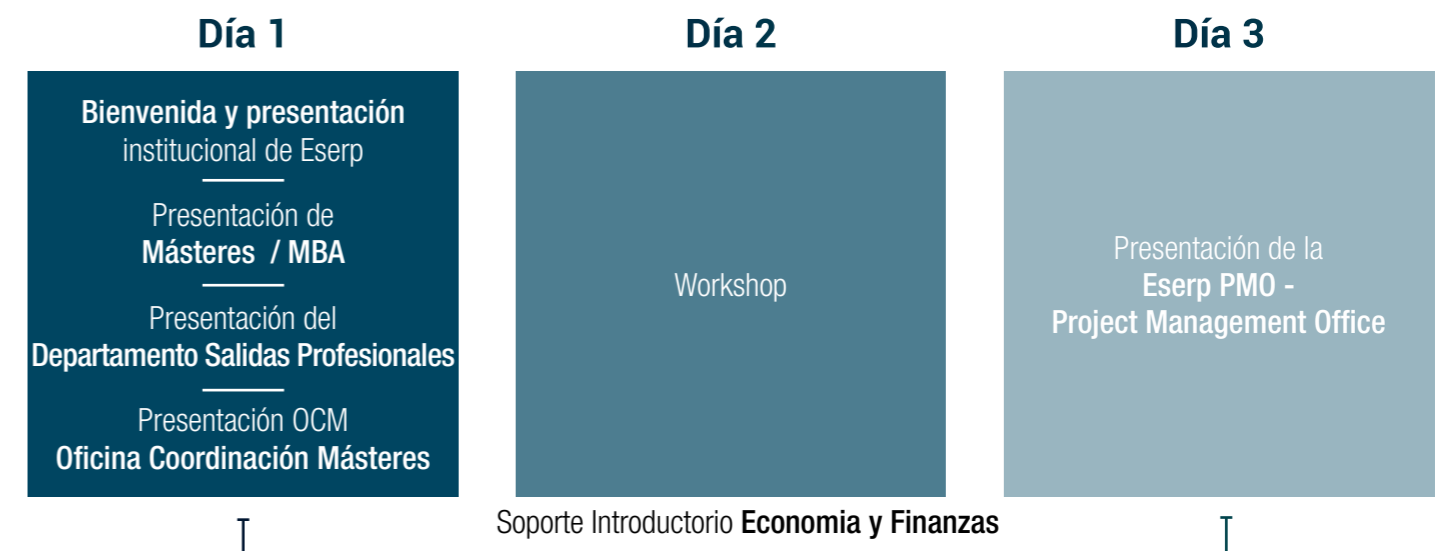 Día 1
Bienvenida y presentación
institucional de Eserp
Presentación de
Másteres / MBA
Presentación del
Departamento Salidas Profesionales
Presentación OCM
Oficina Coordinación Másteres
Día 2
Workshop
Soporte Introductorio Economia y Finanzas
Día 3
Presentación de la
Eserp PMO -
Project Management Office